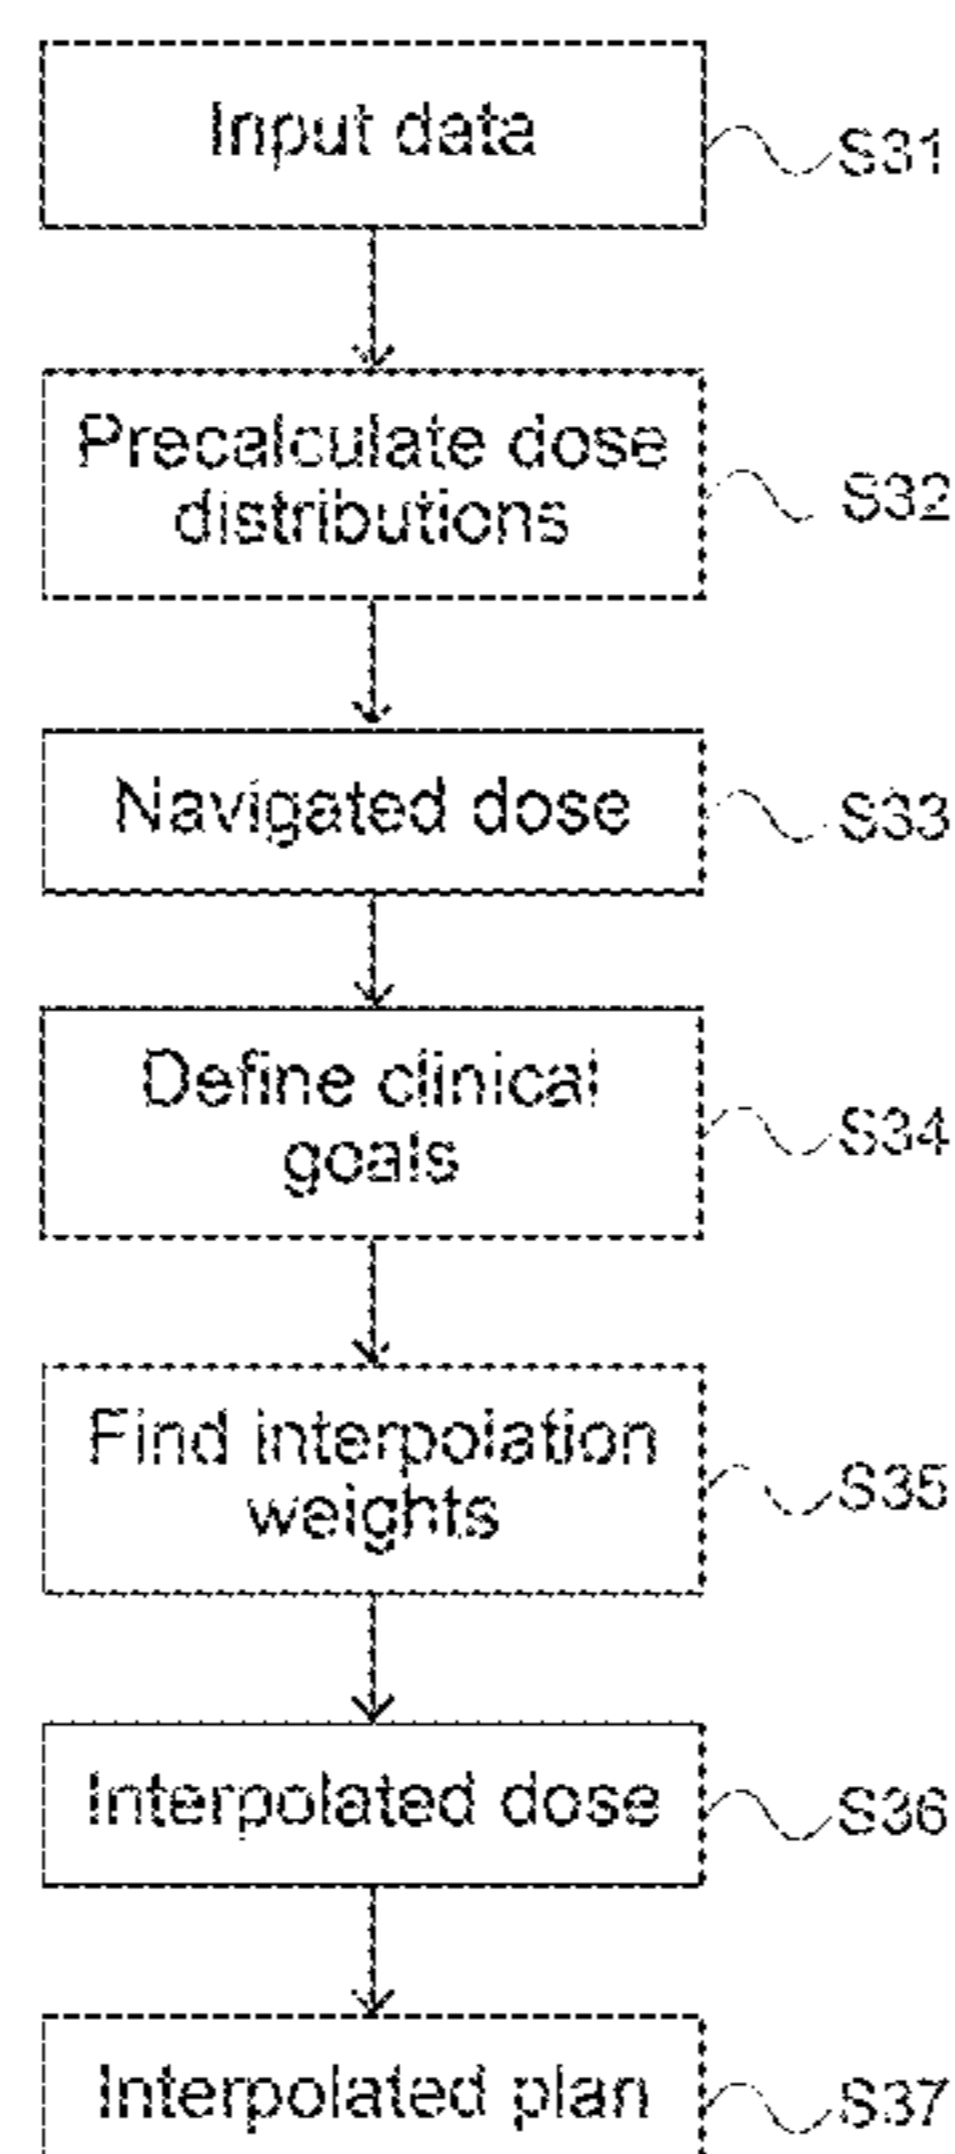 Input data
S31
Precalculate dose
distributions
S32
Navigated dose
S33
Define clinical
goals
S34
Find interpolation
weights
S35
Interpolated dose
S36
Interpolated plan
S37